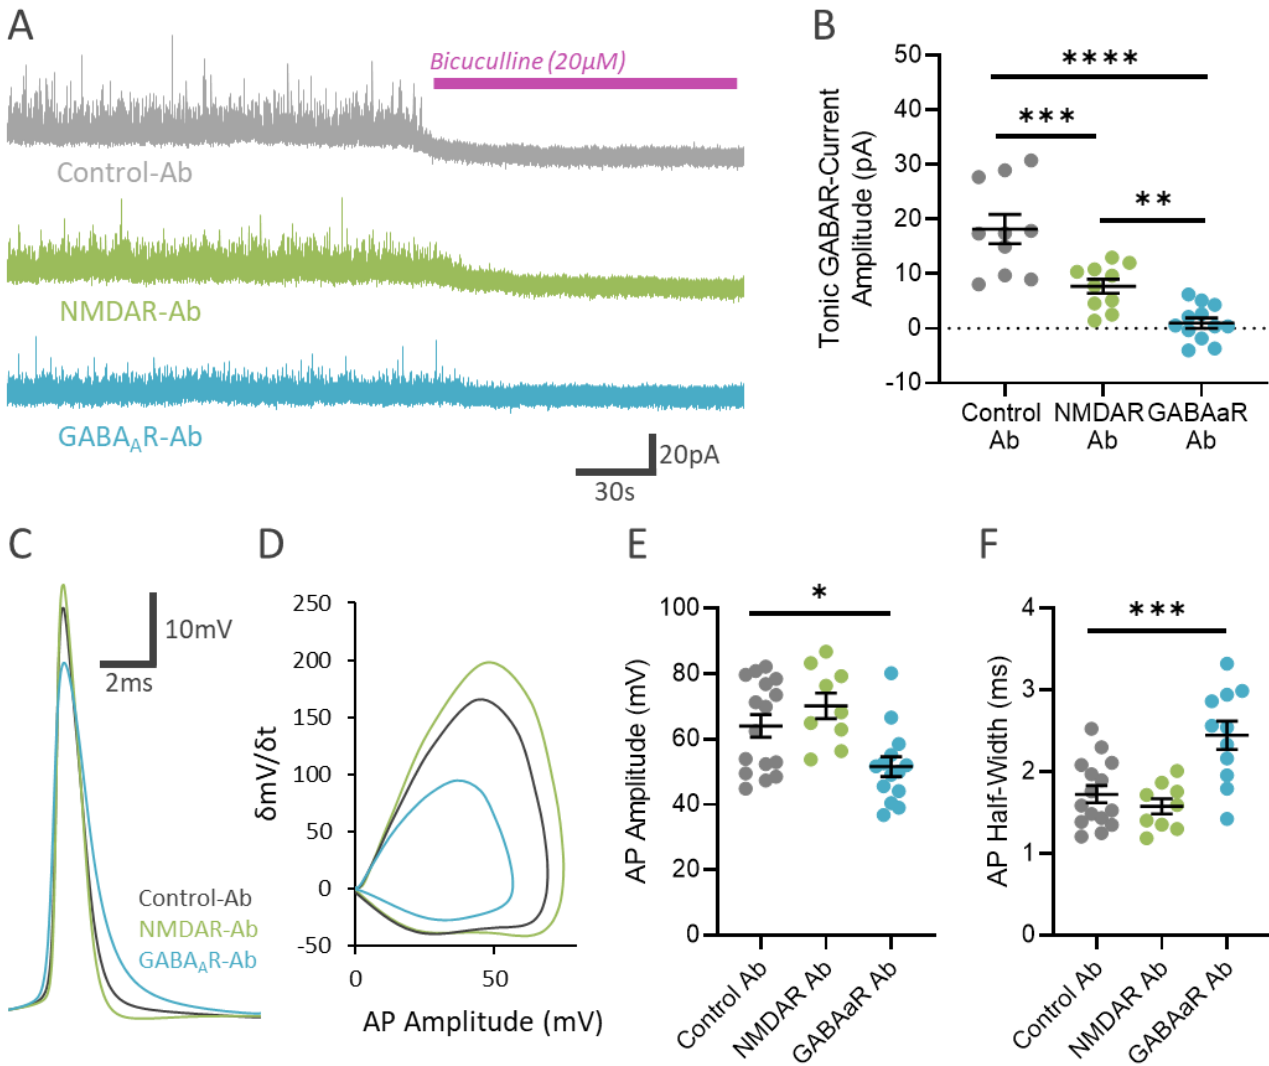 A
Bicuculline (20µM)
Control-Ab
NMDAR-Ab
GABA_AR-Ab
20pA
30s
B
Tonic GABAR-Current
Amplitude (pA)
50
40
30
20
10
0
-10
****
***
**
Control
Ab
NMDAR
Ab
GABAaR
Ab
C
10mV
2ms
Control-Ab
NMDAR-Ab
GABA_AR-Ab
D
δmV/δt
250
200
150
100
50
0
-50
0
50
AP Amplitude (mV)
E
AP Amplitude (mV)
100
80
60
40
20
0
*
Control Ab
NMDAR Ab
GABAaR Ab
F
AP Half-Width (ms)
4
3
2
1
0
***
Control Ab
NMDAR Ab
GABAaR Ab